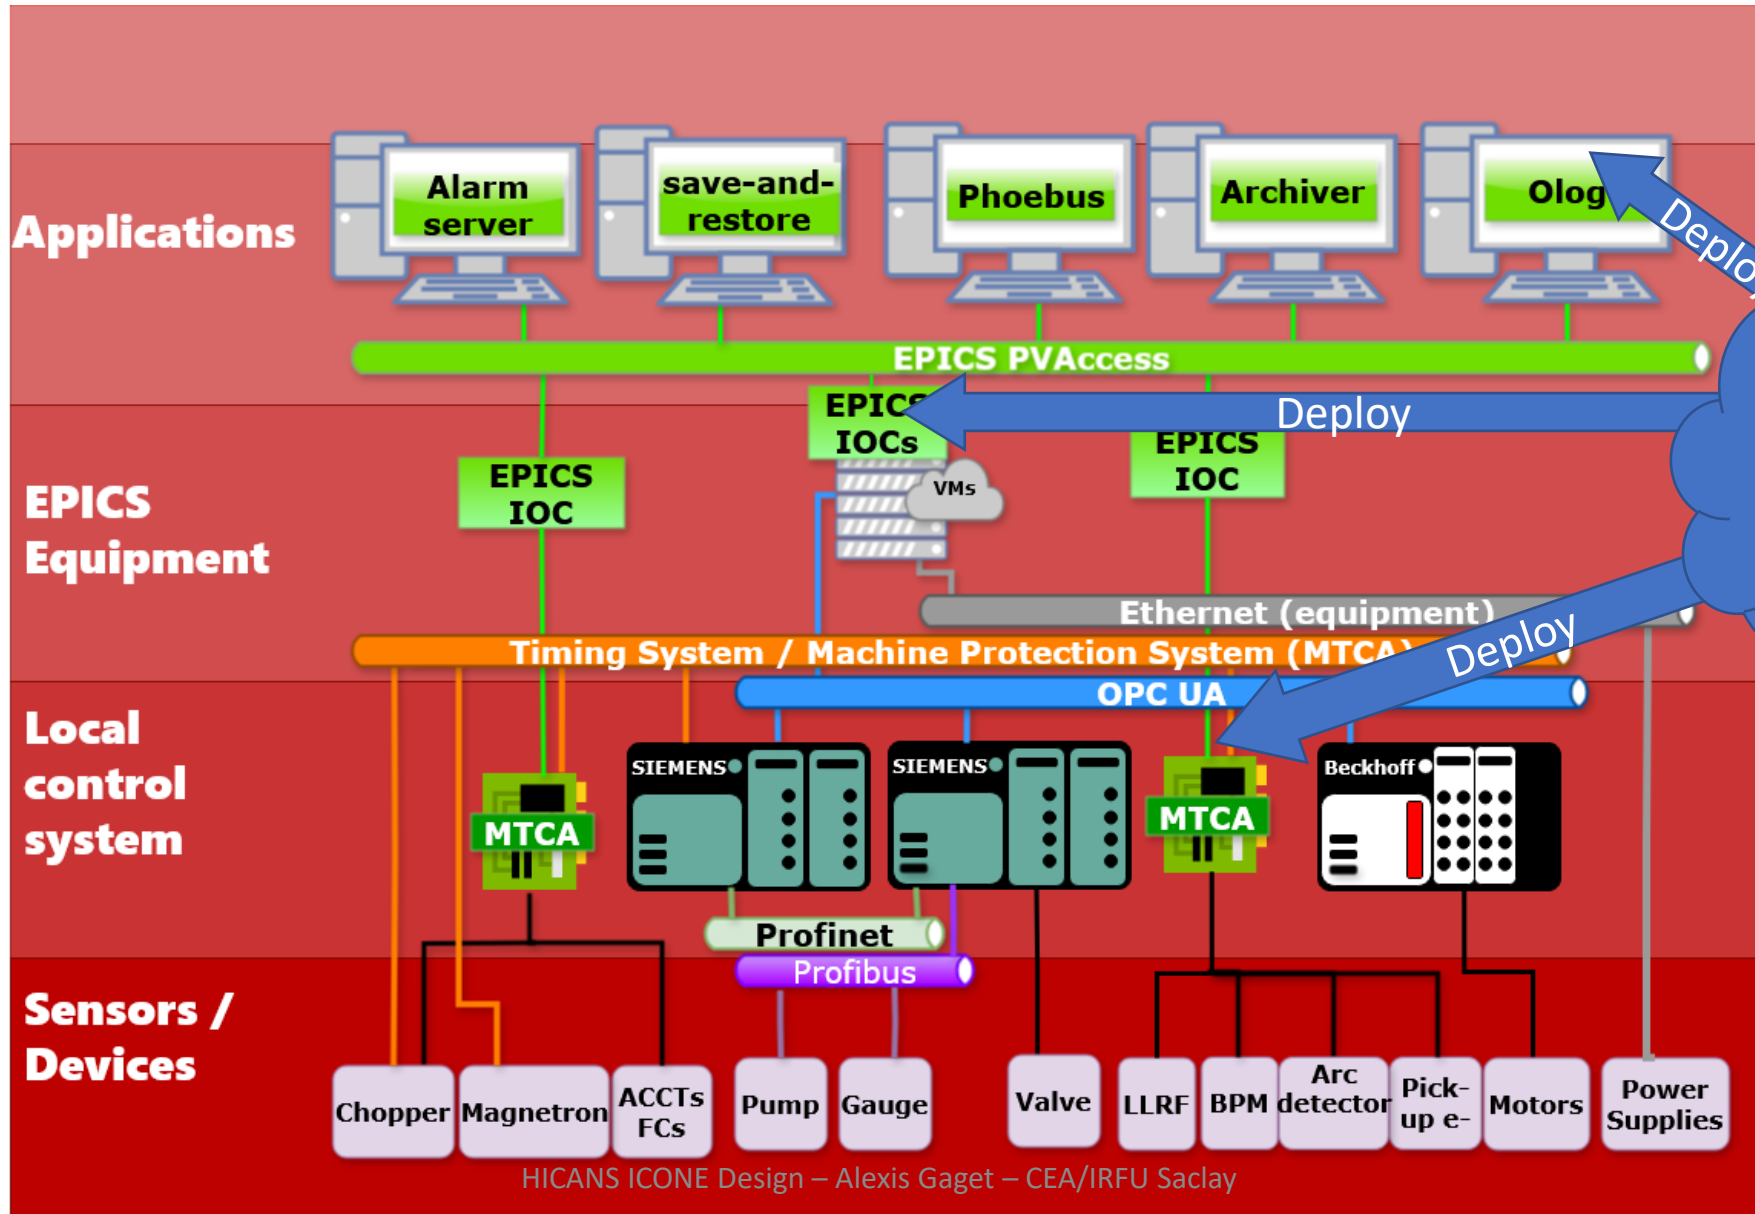 Applications
Alarm
server
save-and-
restore
Phoebus
Archiver
Olog
Deploy
EPICS PVAccess
EPICS
Equipment
EPICS
IOC
EPICS
IOCs
VMs
Deploy
EPICS
IOC
Ethernet (equipment)
Timing System / Machine Protection System (MTCA)
Deploy
OPC UA
Local
control
system
MTCA
SIEMENS
SIEMENS
MTCA
Beckhoff
Profinet
Profibus
Sensors /
Devices
Chopper
Magnetron
ACCTs
FCs
Pump
Gauge
Valve
LLRF
BPM
Arc
detector
Pick-
up e-
Motors
Power
Supplies
HICANS ICONE Design – Alexis Gaget – CEA/IRFU Saclay